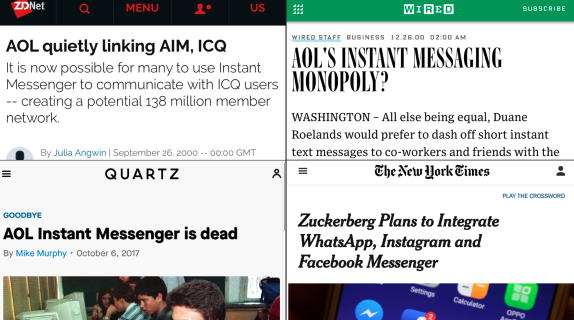 ZDNet
MENU
US
AOL quietly linking AIM, ICQ
It is now possible for many to use Instant
Messenger to communicate with ICQ users
-- creating a potential 138 million member
network.
By Julia Angwin | September 26, 2000 -- 00:00 GMT
WIRED
SUBSCRIBE
WIRED STAFF BUSINESS 12.26.00 02:00 AM
AOL'S INSTANT MESSAGING
MONOPOLY?
WASHINGTON – All else being equal, Duane
Roelands would prefer to dash off short instant
text messages to co-workers and friends with the
QUARTZ
GOODBYE
AOL Instant Messenger is dead
By Mike Murphy • October 6, 2017
The New York Times
PLAY THE CROSSWORD
Zuckerberg Plans to Integrate
WhatsApp, Instagram and
Facebook Messenger
Settings
Calculator
OPPO
2